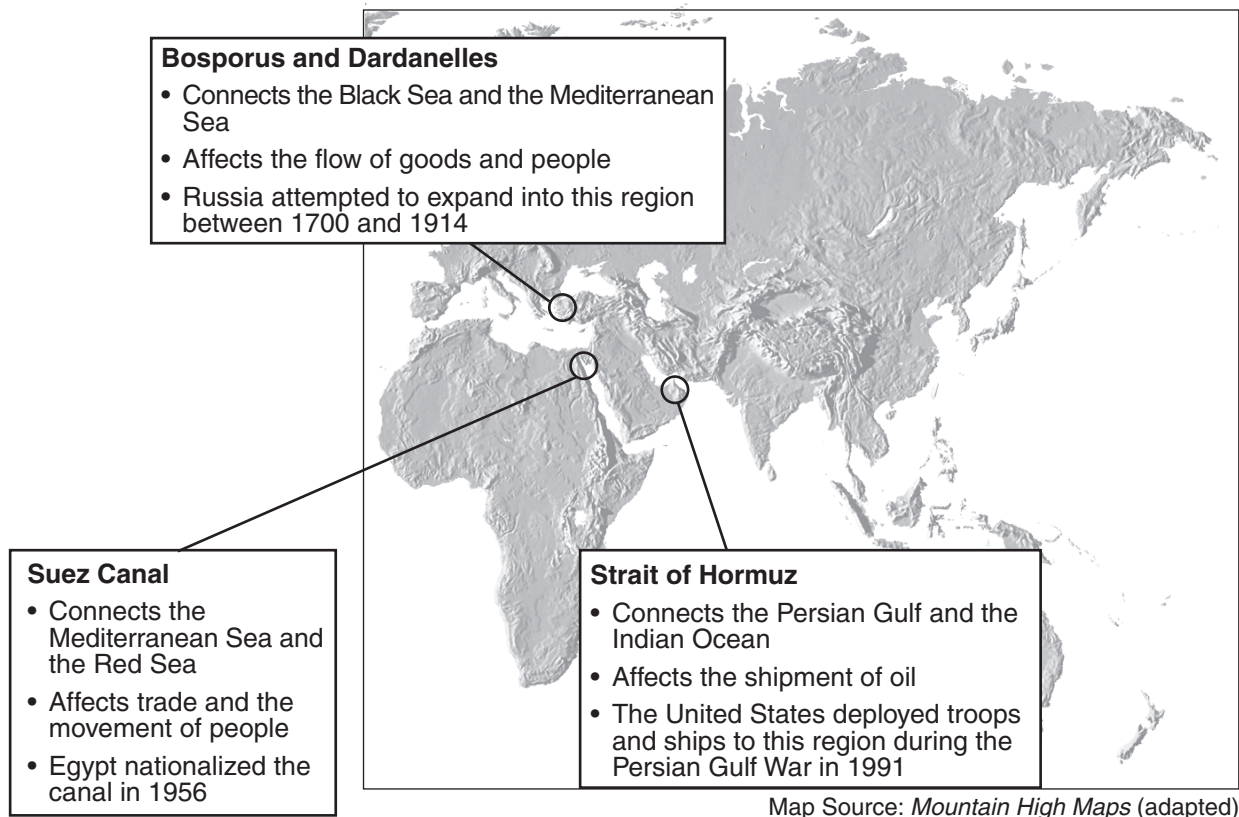 Bosporus and Dardanelles
• Connects the Black Sea and the Mediterranean
Sea
• Affects the flow of goods and people
• Russia attempted to expand into this region
between 1700 and 1914
Suez Canal
• Connects the
Mediterranean Sea and
the Red Sea
• Affects trade and the
movement of people
• Egypt nationalized the
canal in 1956
Strait of Hormuz
• Connects the Persian Gulf and the
Indian Ocean
• Affects the shipment of oil
• The United States deployed troops
and ships to this region during the
Persian Gulf War in 1991
Map Source: Mountain High Maps (adapted)